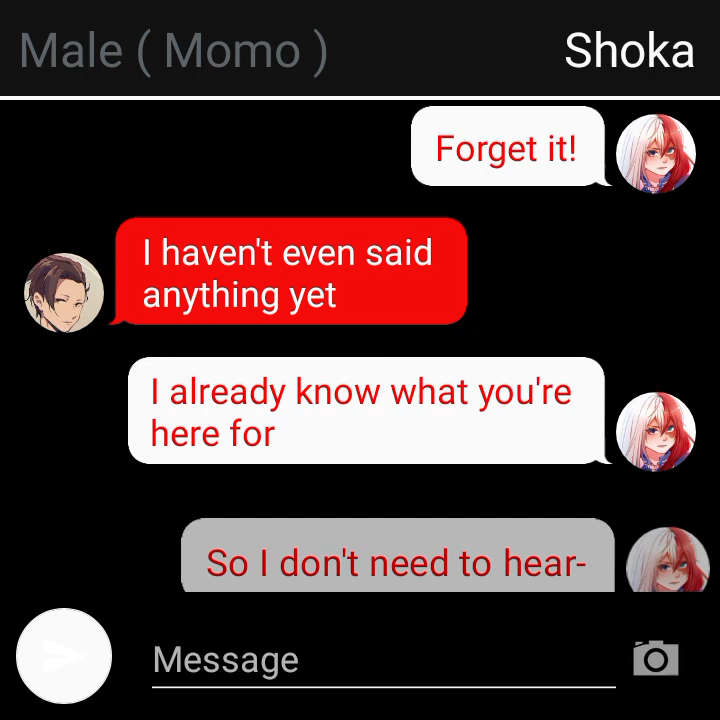 Male ( Momo )
Shoka
Forget it!
I haven't even said
anything yet
I already know what you're
here for
So I don't need to hear-
Message